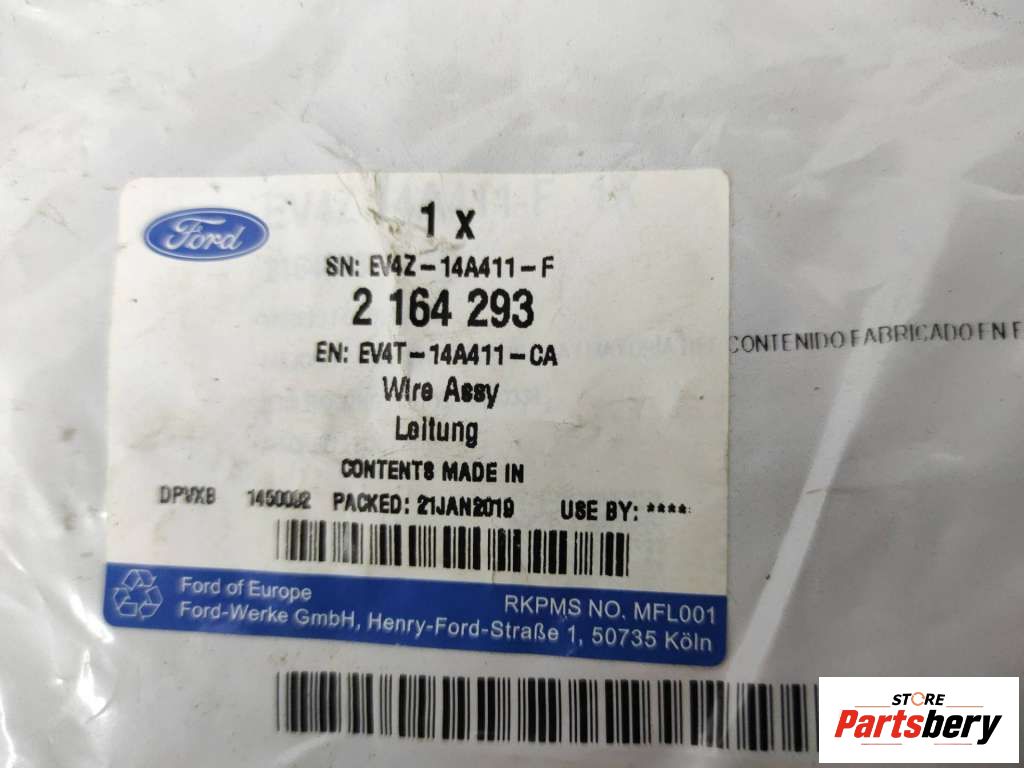 Ford
1 x
SN: EV4Z-14A411-F
2 164 293
EN: EV4T-14A411-CA
Wire Assy
Leitung
CONTENTS MADE IN
DPVXB 1450092 PACKED: 21JAN2019 USE BY: ****
Ford of Europe
RKPMS NO. MFL001
Ford-Werke GmbH, Henry-Ford-Straße 1, 50735 Köln
CONTENIDO FABRICADO EN E
STORE
Partsbery